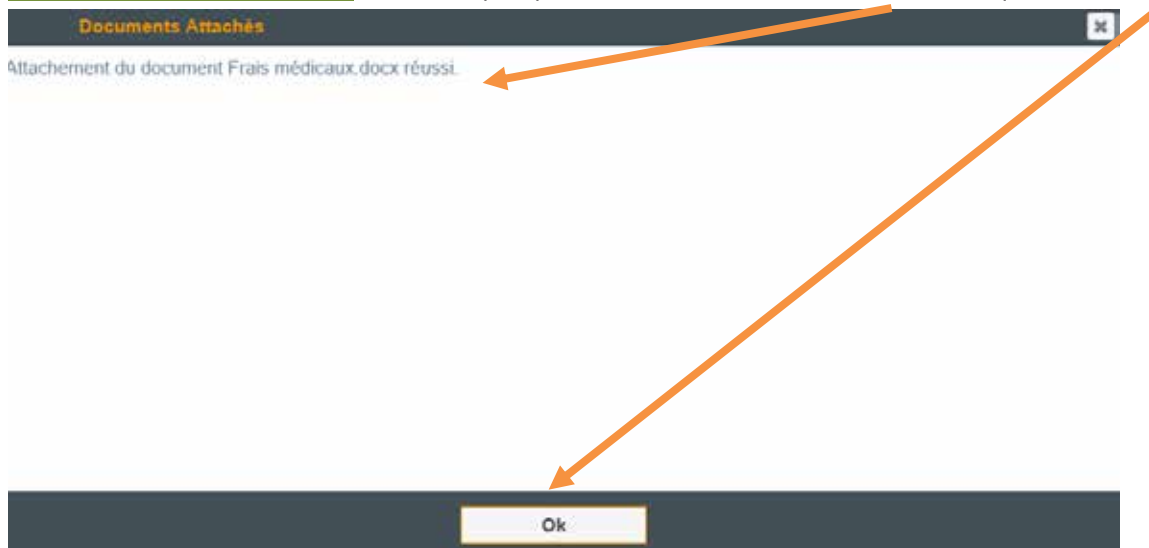 Documents Attachés
Attachement du document Frais médicaux.docx réussi.
Ok